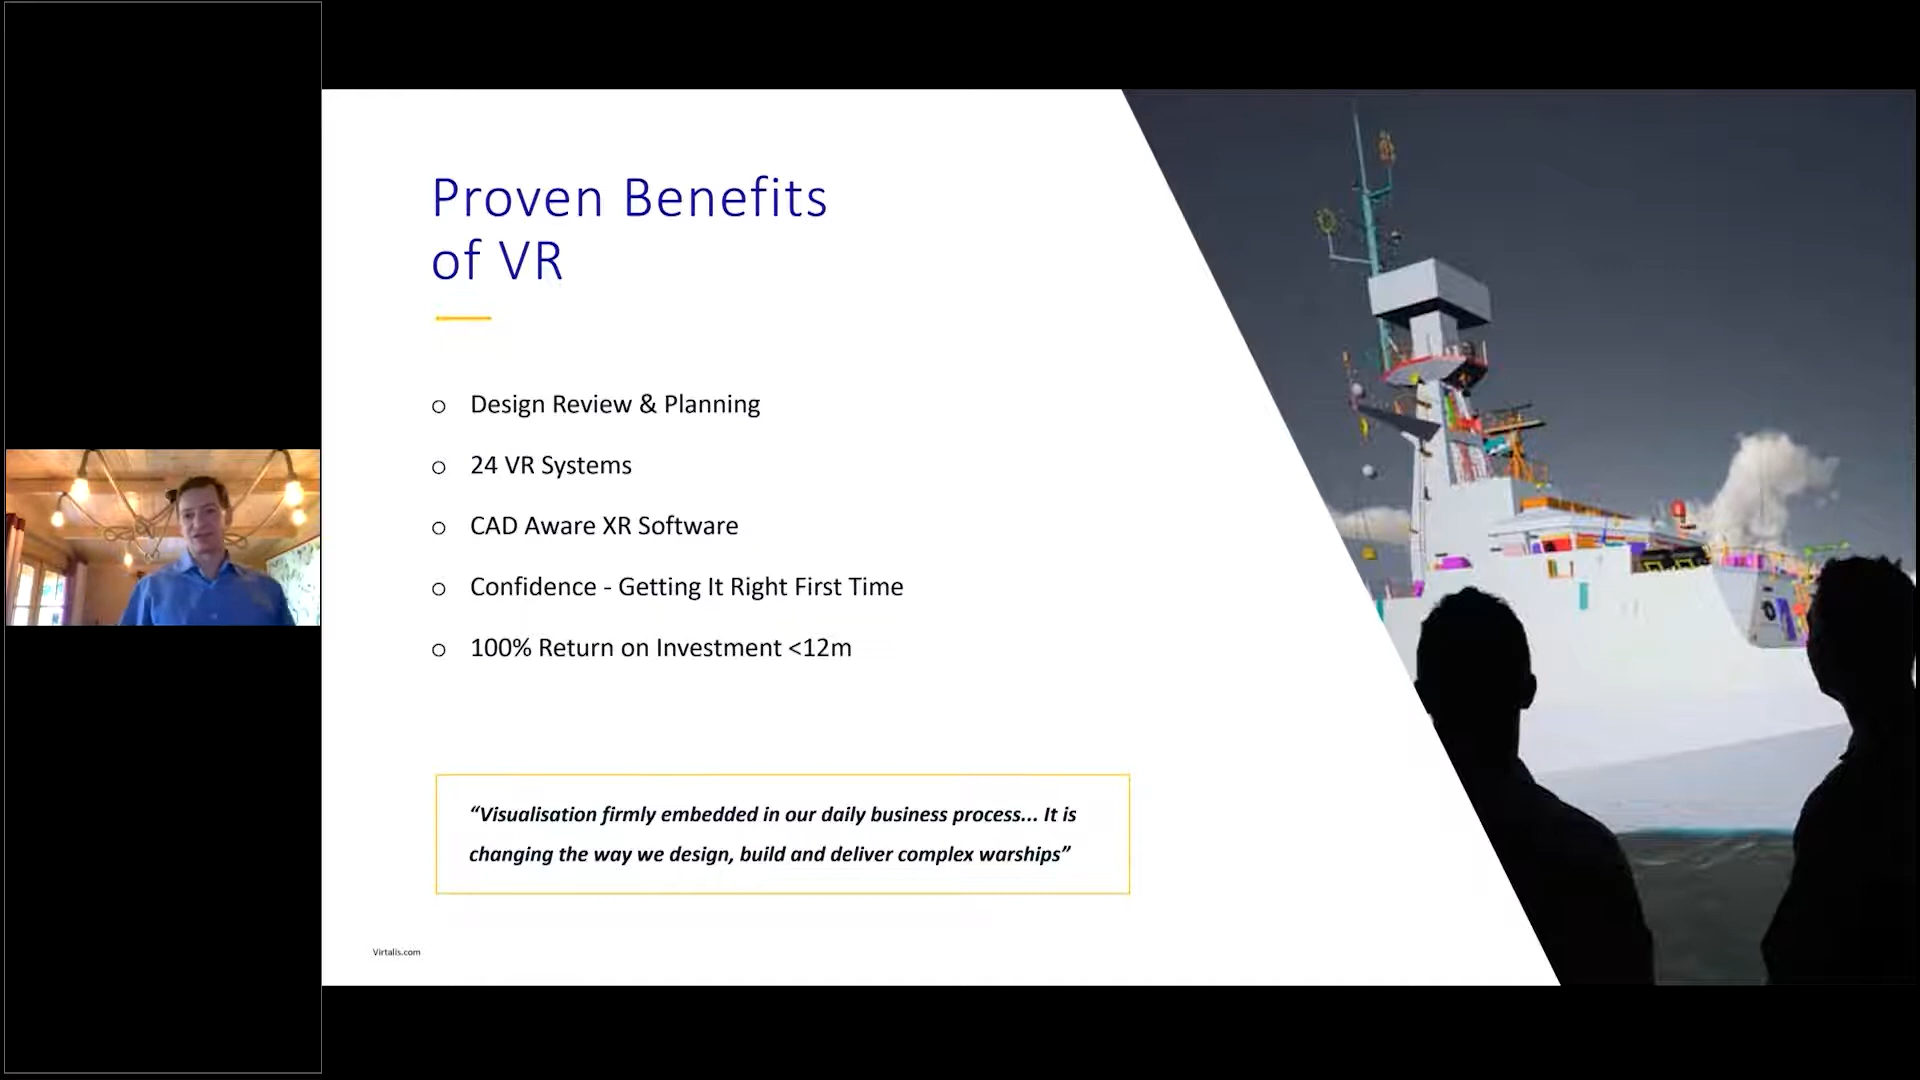 Proven Benefits
of VR
Design Review & Planning
24 VR Systems
CAD Aware XR Software
Confidence - Getting It Right First Time
100% Return on Investment <12m
“Visualisation firmly embedded in our daily business process... It is
changing the way we design, build and deliver complex warships”
Virtalis.com